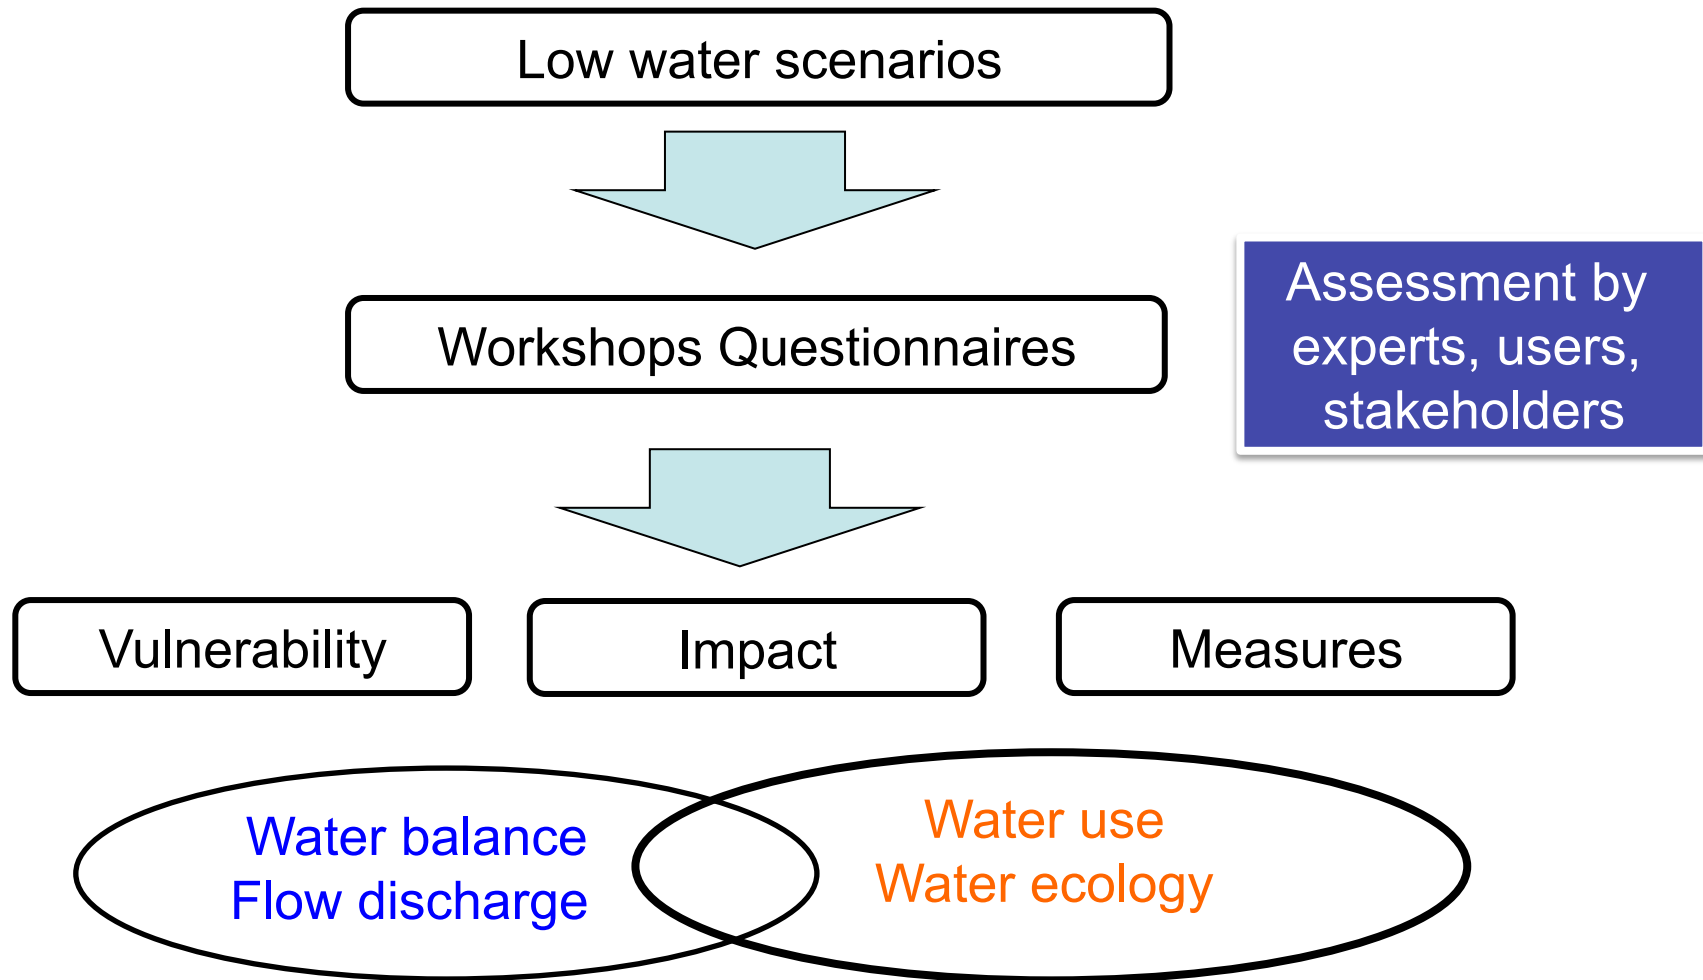 Low water scenarios
Workshops Questionnaires
Assessment by
experts, users,
stakeholders
Vulnerability
Impact
Measures
Water balance
Flow discharge
Water use
Water ecology